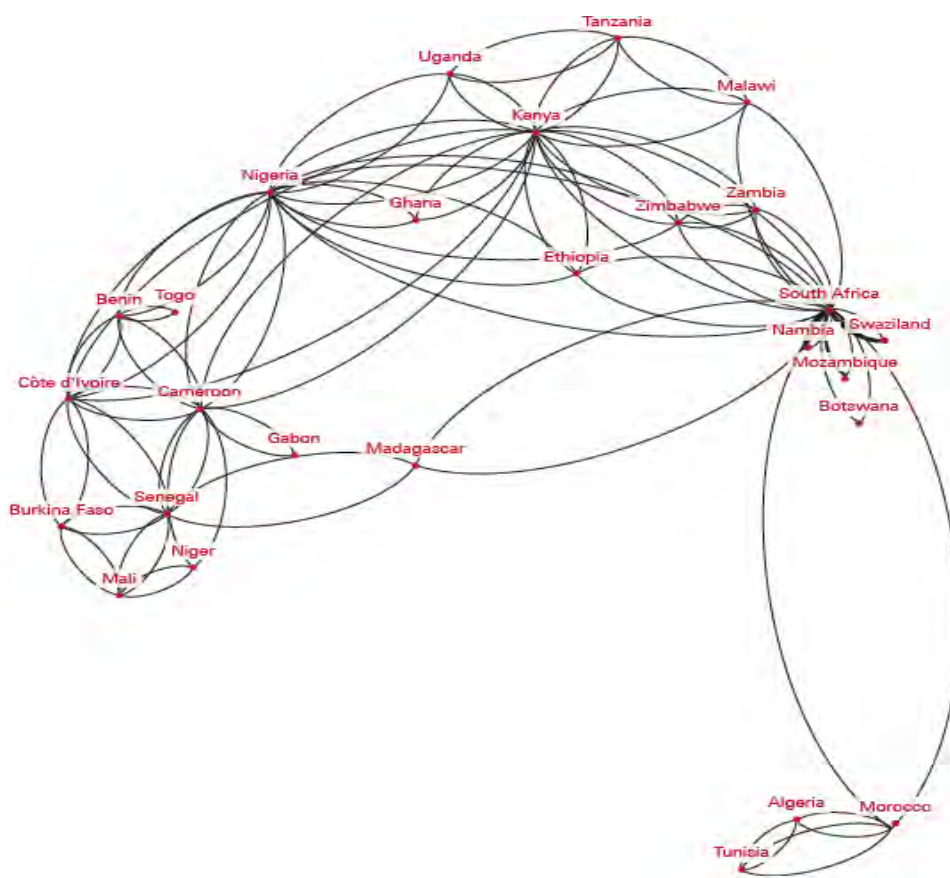 Tanzania
Uganda
Malawi
Kenya
Nigeria
Ghana
Zimbabwe
Zambia
Ethiopia
South Africa
Benin
Togo
Nambia
Swaziland
Mozambique
Côte d'Ivoire
Cameroon
Botswana
Gabon
Madagascar
Senegal
Burkina Faso
Niger
Mali
Algeria
Morocco
Tunisia